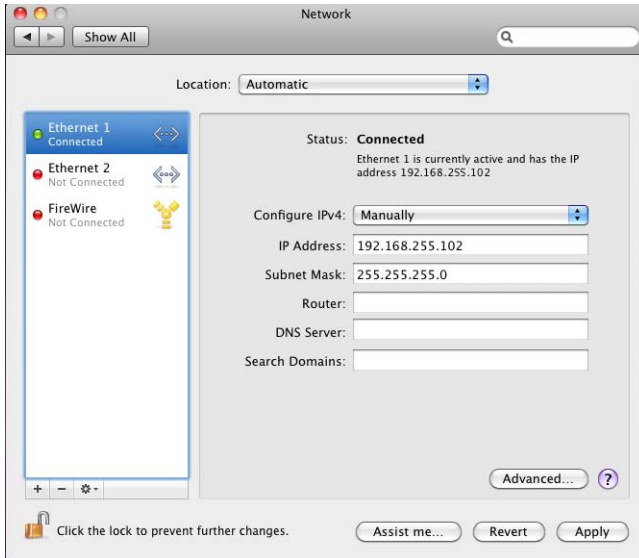 Network
Show All
Location: Automatic
Ethernet 1
Connected
Ethernet 2
Not Connected
FireWire
Not Connected
Status: Connected
Ethernet 1 is currently active and has the IP
address 192.168.255.102
Configure IPv4: Manually
IP Address: 192.168.255.102
Subnet Mask: 255.255.255.0
Router:
DNS Server:
Search Domains:
Advanced... ?
+ −
Click the lock to prevent further changes.
Assist me... Revert Apply